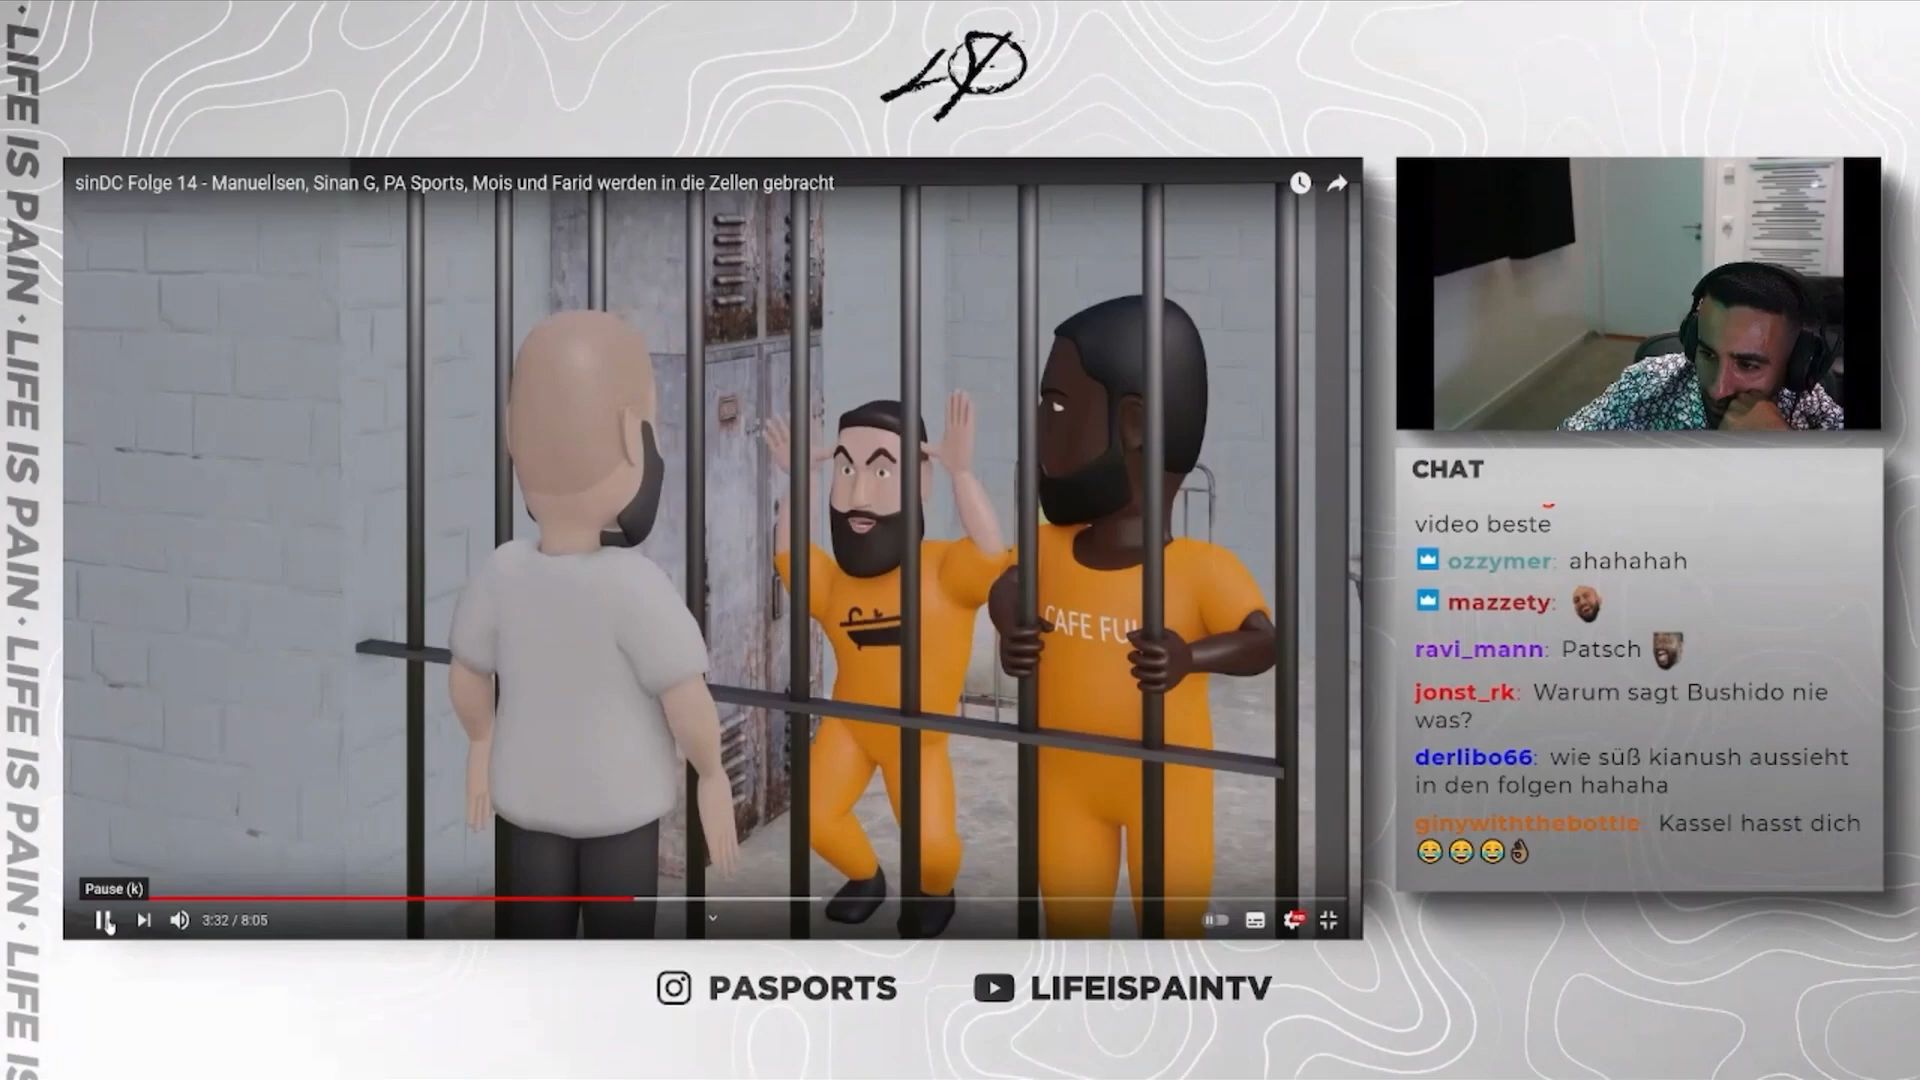 ·LIFE IS PAIN · LIFE IS PAIN · LIFE IS PAIN · LIFE IS
sinDC Folge 14 - Manuellsen, Sinan G, PA Sports, Mois und Farid werden in die Zellen gebracht
CAFE FU
Pause (k)
3:32 / 8:05
HD
CHAT
video beste
ozzymer: ahahahah
mazzety:
ravi_mann: Patsch
jonst_rk: Warum sagt Bushido nie
was?
derlibo66: wie süß kianush aussieht
in den folgen hahaha
ginywiththebottle: Kassel hasst dich
😂😂😂👌🏾
PASPORTS
LIFEISPAINTV